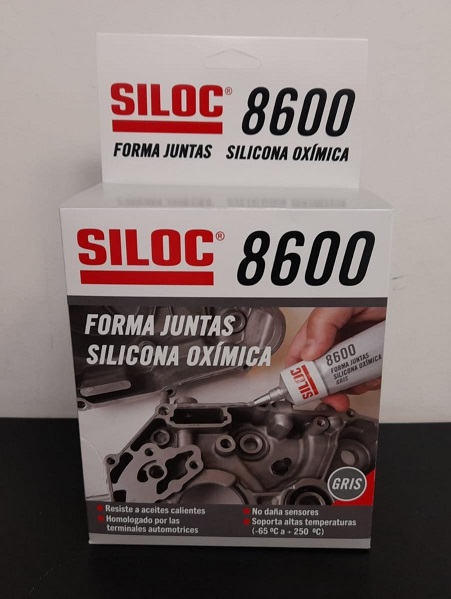 SILOC® 8600
FORMA JUNTAS SILICONA OXÍMICA
SILOC® 8600
FORMA JUNTAS
SILICONA OXÍMICA
8600
FORMA JUNTAS
SILICONA OXÍMICA
GRIS
SILOC
GRIS
Resiste a aceites calientes
Homologado por las
terminales automotrices
No daña sensores
Soporta altas temperaturas
(-65 ºC a + 250 ºC)